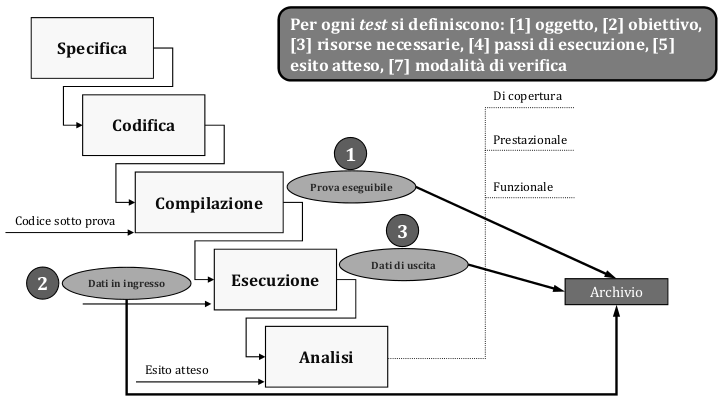 Per ogni test si definiscono: [1] oggetto, [2] obiettivo,
[3] risorse necessarie, [4] passi di esecuzione, [5]
esito atteso, [7] modalità di verifica
Specifica
Codifica
Compilazione
Esecuzione
Analisi
Codice sotto prova
Esito atteso
1
Prova eseguibile
2
Dati in ingresso
3
Dati di uscita
Di copertura
Prestazionale
Funzionale
Archivio